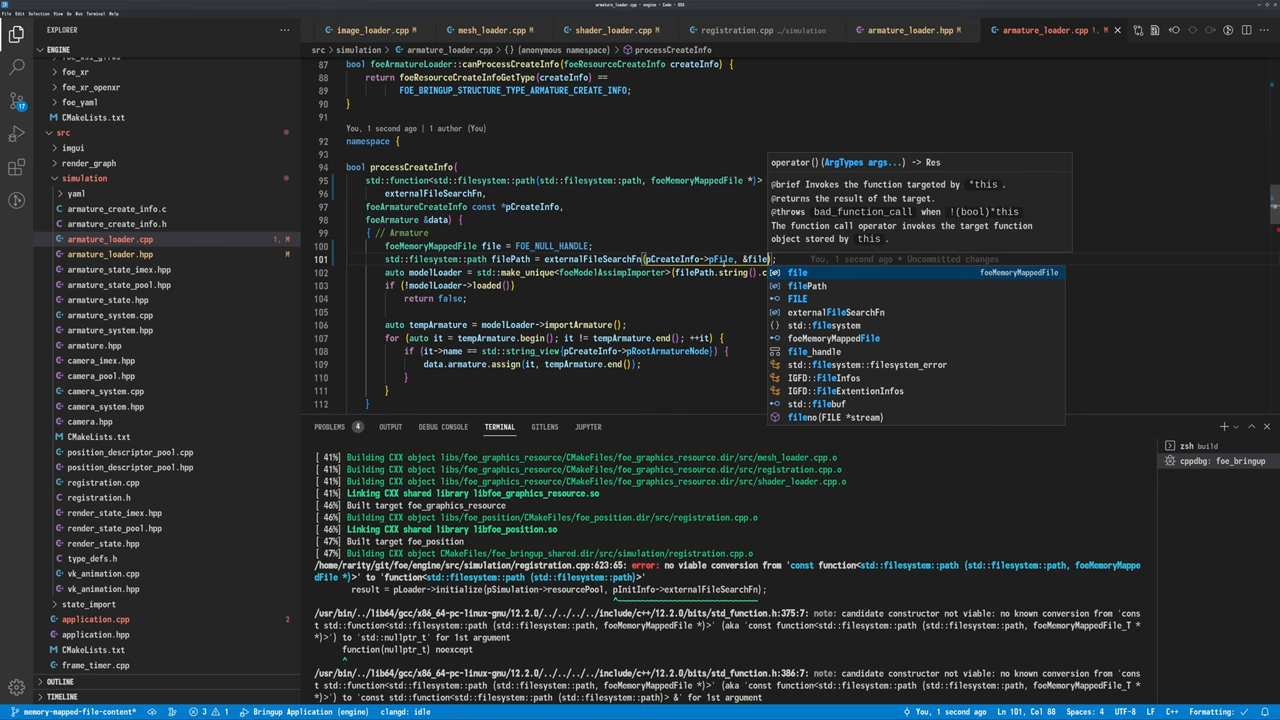 armature_loader.cpp - engine - Code - OSS
File Edit Selection View Go Run Terminal Help
EXPLORER
ENGINE
foe_xr
foe_xr_openxr
foe_yaml
CMakeLists.txt
src
imgui
render_graph
simulation
yaml
armature_create_info.c
armature_create_info.h
armature_loader.cpp 1, M
armature_loader.hpp M
armature_state_imex.hpp
armature_state.hpp
armature_system.cpp
armature_system.hpp
armature.hpp
camera_imex.hpp
camera_pool.hpp
camera_system.cpp
camera_system.hpp
camera.hpp
CMakeLists.txt
position_descriptor_pool.cpp
position_descriptor_pool.hpp
registration.cpp
registration.h
render_state_imex.hpp
render_state_pool.hpp
render_state.hpp
type_defs.h
vk_animation.cpp
vk_animation.hpp
state_import
application.cpp 2
application.hpp
CMakeLists.txt
frame_timer.cpp
OUTLINE
TIMELINE
17
image_loader.cpp M
mesh_loader.cpp M
shader_loader.cpp M
registration.cpp .../simulation
armature_loader.hpp M
armature_loader.cpp 1, M
src > simulation > armature_loader.cpp > {} (anonymous namespace) > processCreateInfo
87 bool foeArmatureLoader::canProcessCreateInfo(foeResourceCreateInfo createInfo) {
88 return foeResourceCreateInfoGetType(createInfo) ==
89 FOE_BRINGUP_STRUCTURE_TYPE_ARMATURE_CREATE_INFO;
90 }
91
You, 1 second ago | 1 author (You)
92 namespace {
93
94 bool processCreateInfo(
95 std::function<std::filesystem::path(std::filesystem::path, foeMemoryMappedFile *)>
96 externalFileSearchFn,
97 foeArmatureCreateInfo const *pCreateInfo,
98 foeArmature &data) {
99 { // Armature
100 foeMemoryMappedFile file = FOE_NULL_HANDLE;
101 std::filesystem::path filePath = externalFileSearchFn(pCreateInfo->pFile, &file); You, 1 second ago • Uncommitted changes
102 auto modelLoader = std::make_unique<foeModelAssimpImporter>(filePath.string().c
103 if (!modelLoader->loaded())
104 return false;
105
106 auto tempArmature = modelLoader->importArmature();
107 for (auto it = tempArmature.begin(); it != tempArmature.end(); ++it) {
108 if (it->name == std::string_view{pCreateInfo->pRootArmatureNode}) {
109 data.armature.assign(it, tempArmature.end());
110 }
111 }
112 }
operator()(ArgTypes args...) -> Res
@brief Invokes the function targeted by *this .
@returns the result of the target.
@throws bad_function_call when !(bool)*this
The function call operator invokes the target function
object stored by this .
file foeMemoryMappedFile
filePath
FILE
externalFileSearchFn
std::filesystem
foeMemoryMappedFile
file_handle
std::filesystem::filesystem_error
IGFD::FileInfos
IGFD::FileExtentionInfos
std::filebuf
fileno(FILE *stream)
PROBLEMS 4 OUTPUT DEBUG CONSOLE TERMINAL GITLENS JUPYTER
zsh build
cppdbg: foe_bringup
[ 41%] Building CXX object libs/foe_graphics_resource/CMakeFiles/foe_graphics_resource.dir/src/mesh_loader.cpp.o
[ 41%] Building CXX object libs/foe_graphics_resource/CMakeFiles/foe_graphics_resource.dir/src/registration.cpp.o
[ 41%] Building CXX object libs/foe_graphics_resource/CMakeFiles/foe_graphics_resource.dir/src/shader_loader.cpp.o
[ 41%] Linking CXX shared library libfoe_graphics_resource.so
[ 46%] Built target foe_graphics_resource
[ 46%] Building CXX object libs/foe_position/CMakeFiles/foe_position.dir/src/registration.cpp.o
[ 46%] Linking CXX shared library libfoe_position.so
[ 47%] Built target foe_position
[ 47%] Building CXX object CMakeFiles/foe_bringup_shared.dir/src/simulation/registration.cpp.o
/home/rarity/git/foe/engine/src/simulation/registration.cpp:623:65: error: no viable conversion from 'const function<std::filesystem::path (std::filesystem::path, foeMemoryMappe
dFile *)>' to 'function<std::filesystem::path (std::filesystem::path)>'
result = pLoader->initialize(pSimulation->resourcePool, pInitInfo->externalFileSearchFn);
^~~~~~~~~~~~~~~~~~~~~~~~~~~~~~~
/usr/bin/../lib64/gcc/x86_64-pc-linux-gnu/12.2.0/../../../../include/c++/12.2.0/bits/std_function.h:375:7: note: candidate constructor not viable: no known conversion from 'cons
t function<std::filesystem::path (std::filesystem::path, foeMemoryMappedFile *)>' (aka 'const function<std::filesystem::path (std::filesystem::path, foeMemoryMappedFile_T *
*)>') to 'std::nullptr_t' for 1st argument
function(nullptr_t) noexcept
^
/usr/bin/../lib64/gcc/x86_64-pc-linux-gnu/12.2.0/../../../../include/c++/12.2.0/bits/std_function.h:386:7: note: candidate constructor not viable: no known conversion from 'cons
t function<std::filesystem::path (std::filesystem::path, foeMemoryMappedFile *)>' (aka 'const function<std::filesystem::path (std::filesystem::path, foeMemoryMappedFile_T *
*)>') to 'const function<std::filesystem::path (std::filesystem::path)> &' for 1st argument
memory-mapped-file-content* 3 1 Bringup Application (engine) clangd: idle
You, 1 second ago Ln 101, Col 88 Spaces: 4 UTF-8 LF C++ Formatting: